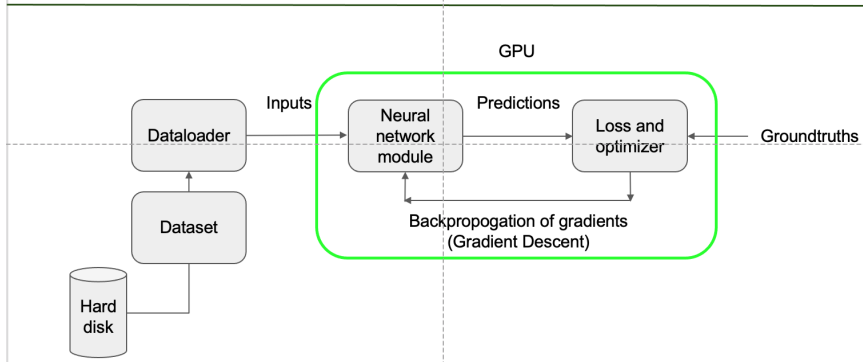 GPU
Inputs
Predictions
Dataloader
Neural
network
module
Loss and
optimizer
Groundtruths
Backpropogation of gradients
(Gradient Descent)
Dataset
Hard
disk